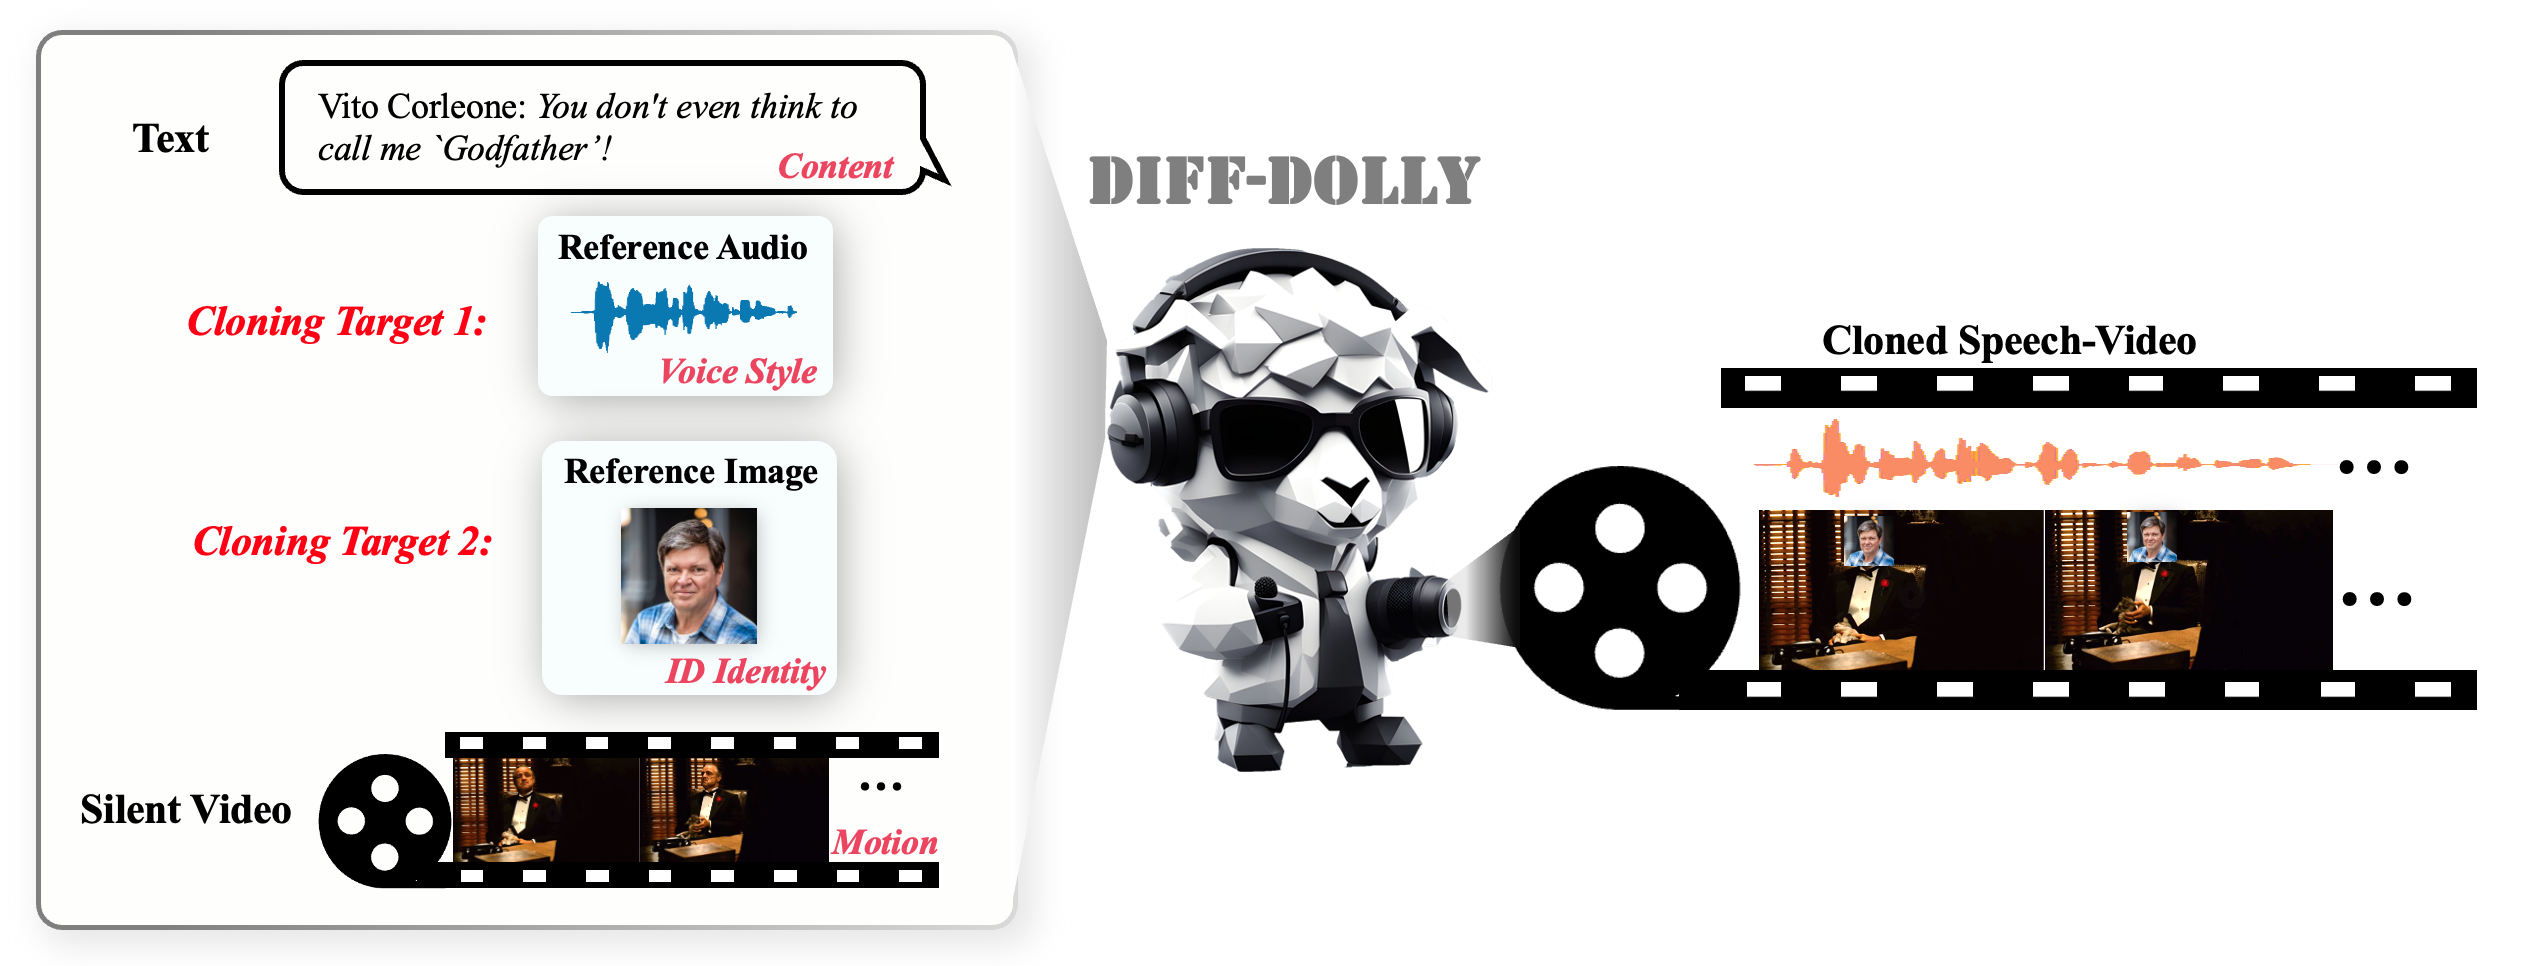 Text
Vito Corleone: You don't even think to
call me `Godfather’!
Content
Reference Audio
Cloning Target 1:
Voice Style
Reference Image
Cloning Target 2:
ID Identity
Silent Video
...
Motion
DIFF-DOLLY
Cloned Speech-Video
...
...